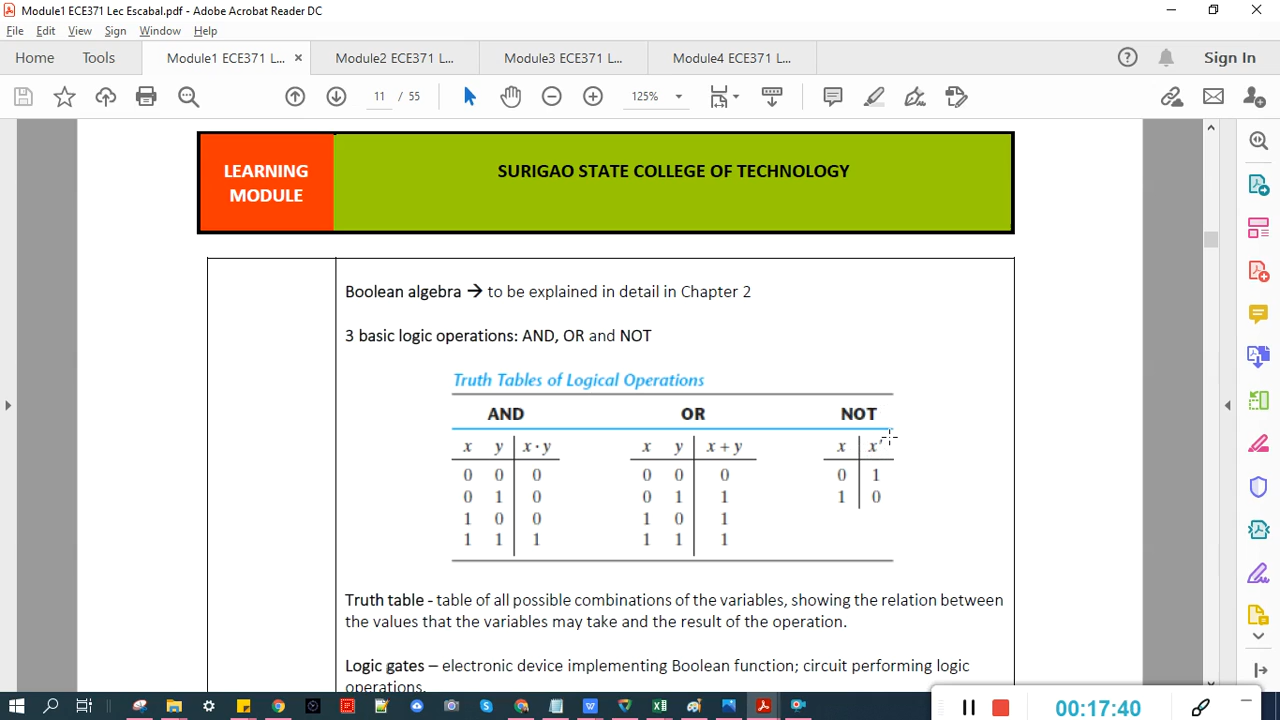 Module1 ECE371 Lec Escabal.pdf - Adobe Acrobat Reader DC
File Edit View Sign Window Help
Home Tools Module1 ECE371 L... × Module2 ECE371 L... Module3 ECE371 L... Module4 ECE371 L... Sign In
11 / 55 125%
LEARNING MODULE
SURIGAO STATE COLLEGE OF TECHNOLOGY
Boolean algebra → to be explained in detail in Chapter 2
3 basic logic operations: AND, OR and NOT
Truth Tables of Logical Operations
AND OR NOT
x y x · y x y x + y x x′
0 0 0 0 0 0 0 1
0 1 0 0 1 1 1 0
1 0 0 1 0 1
1 1 1 1 1 1
Truth table - table of all possible combinations of the variables, showing the relation between
the values that the variables may take and the result of the operation.
Logic gates – electronic device implementing Boolean function; circuit performing logic
operations.
00:17:40